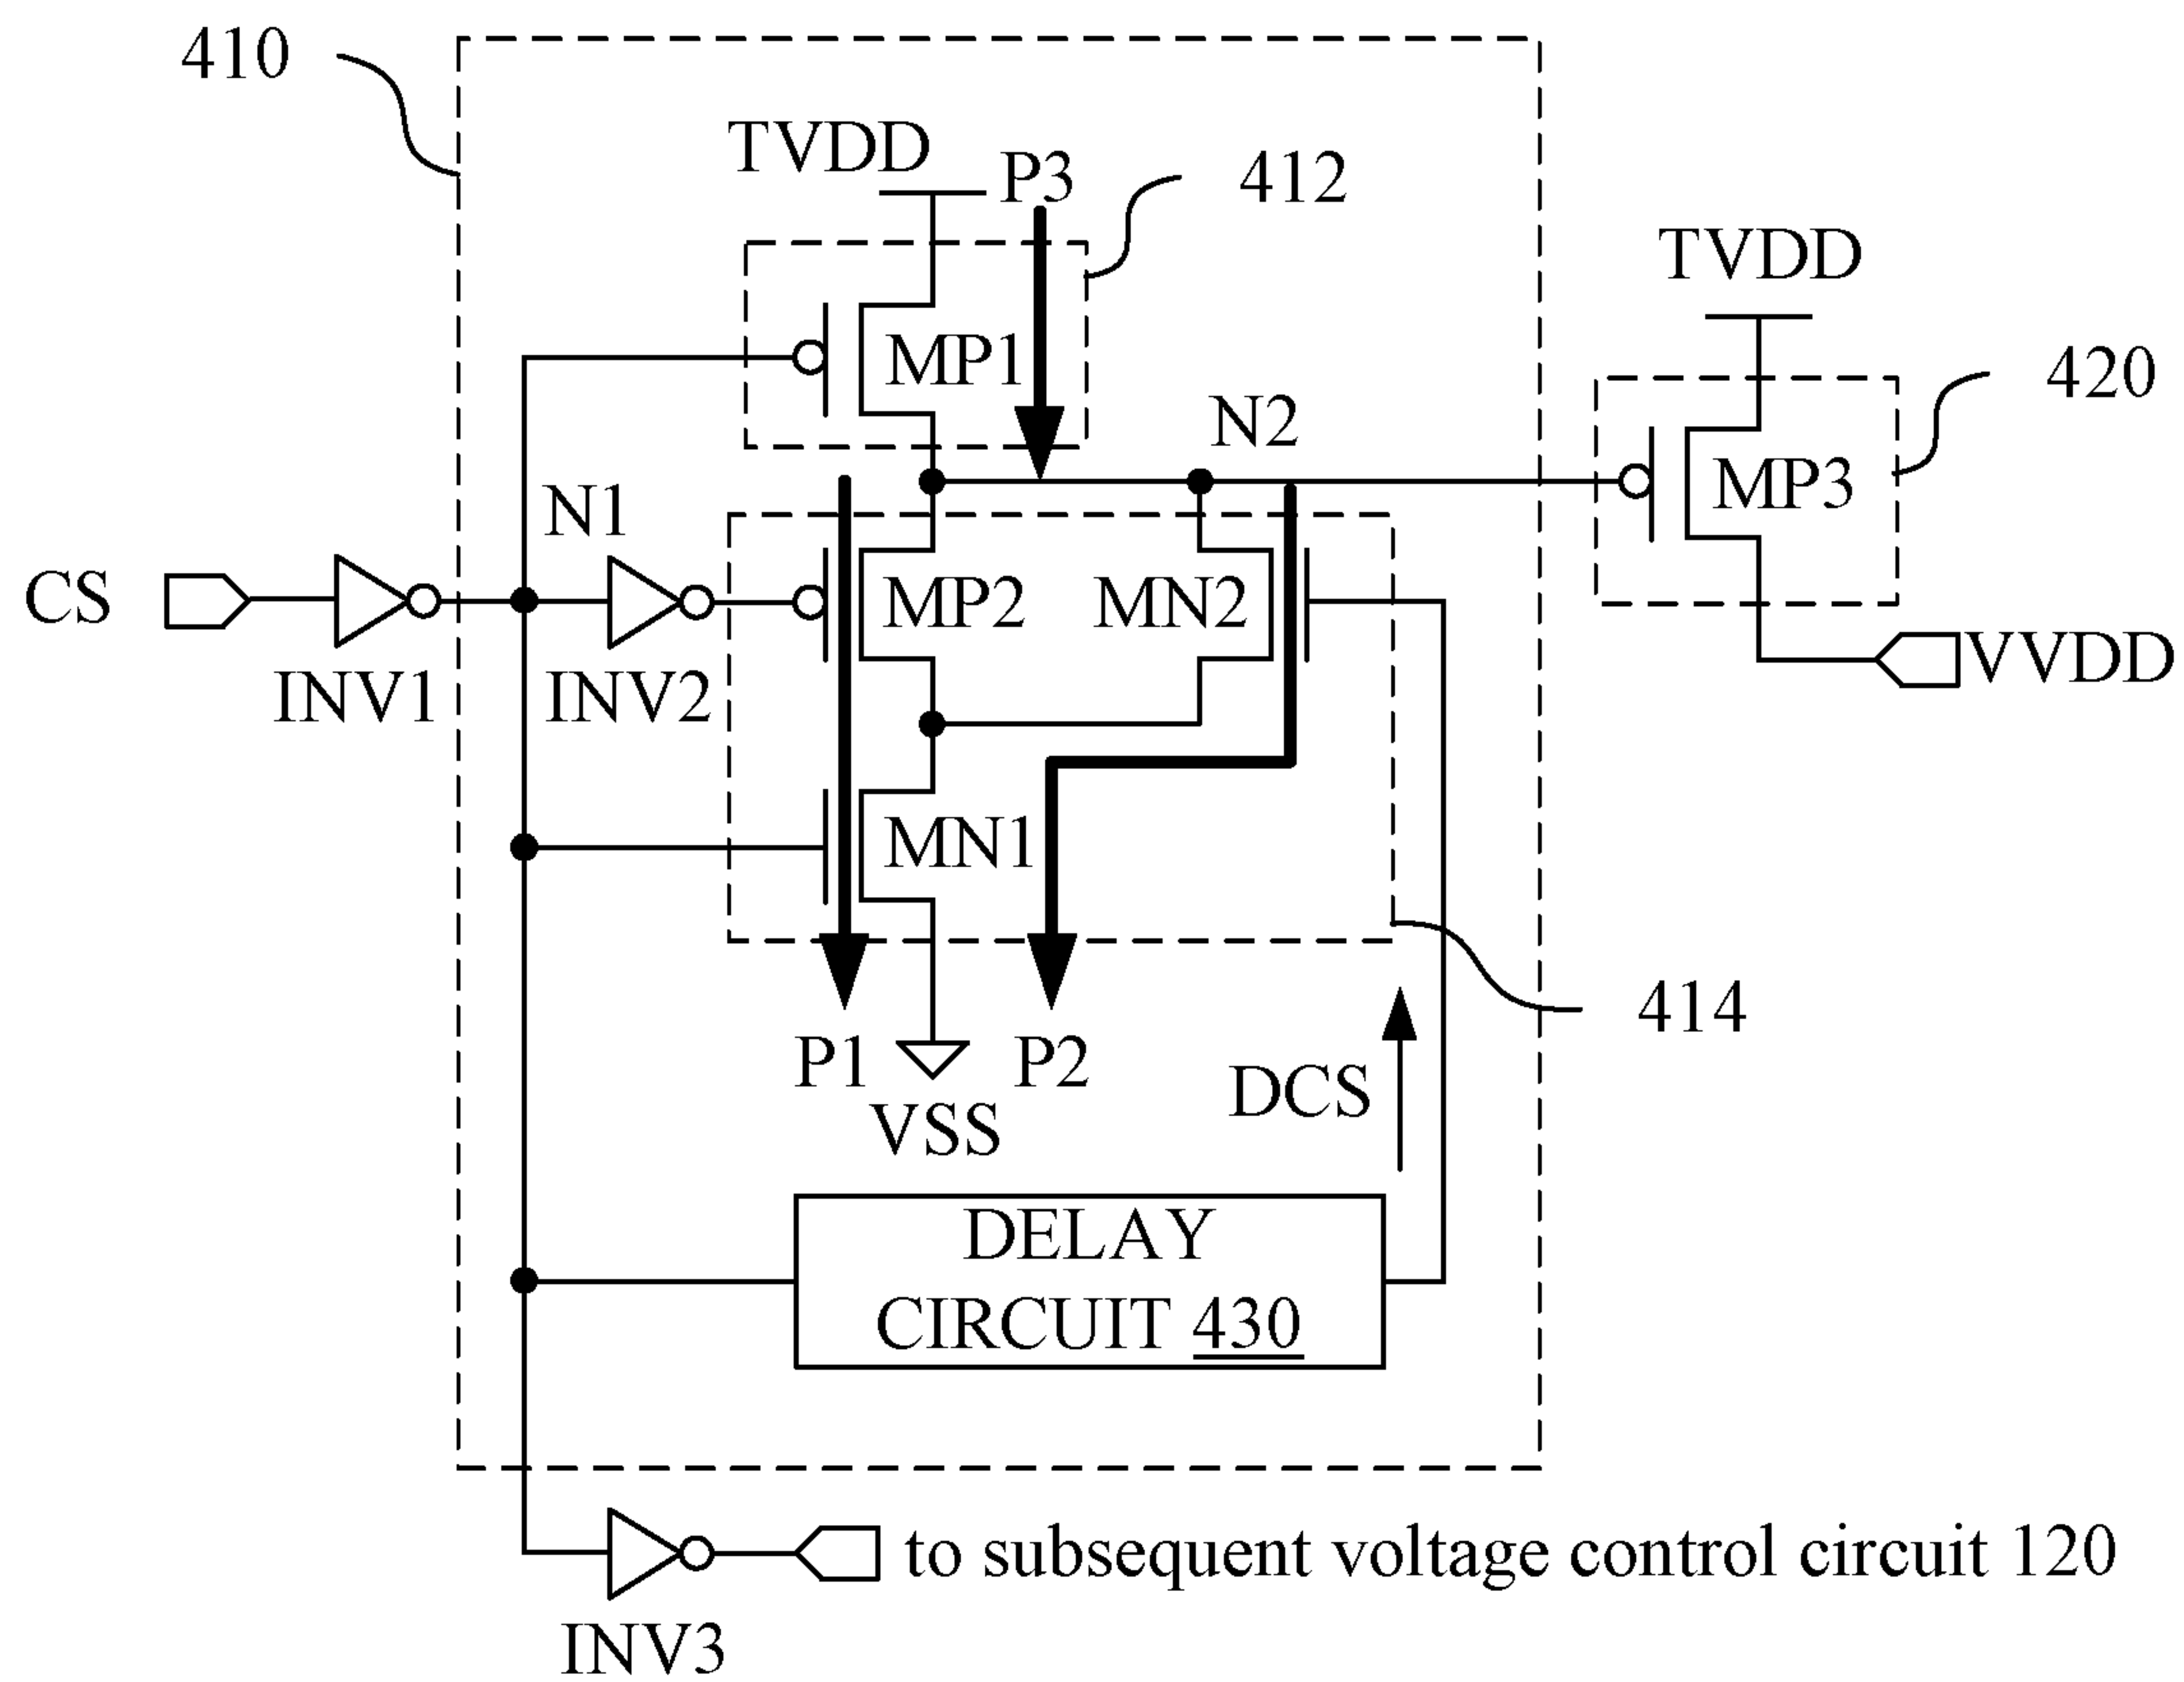 410
TVDD
P3
412
TVDD
MP1
420
N2
N1
MP3
CS
MP2
MN2
INV1
INV2
VVDD
MN1
414
P1
P2
DCS
VSS
DELAY
CIRCUIT 430
to subsequent voltage control circuit 120
INV3